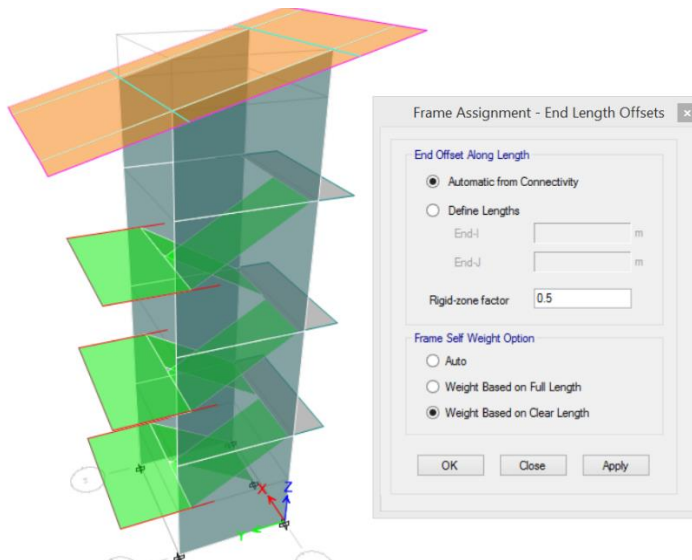 Frame Assignment - End Length Offsets
End Offset Along Length
Automatic from Connectivity
Define Lengths
End-I m
End-J m
Rigid-zone factor 0.5
Frame Self Weight Option
Auto
Weight Based on Full Length
Weight Based on Clear Length
OK Close Apply
X Z